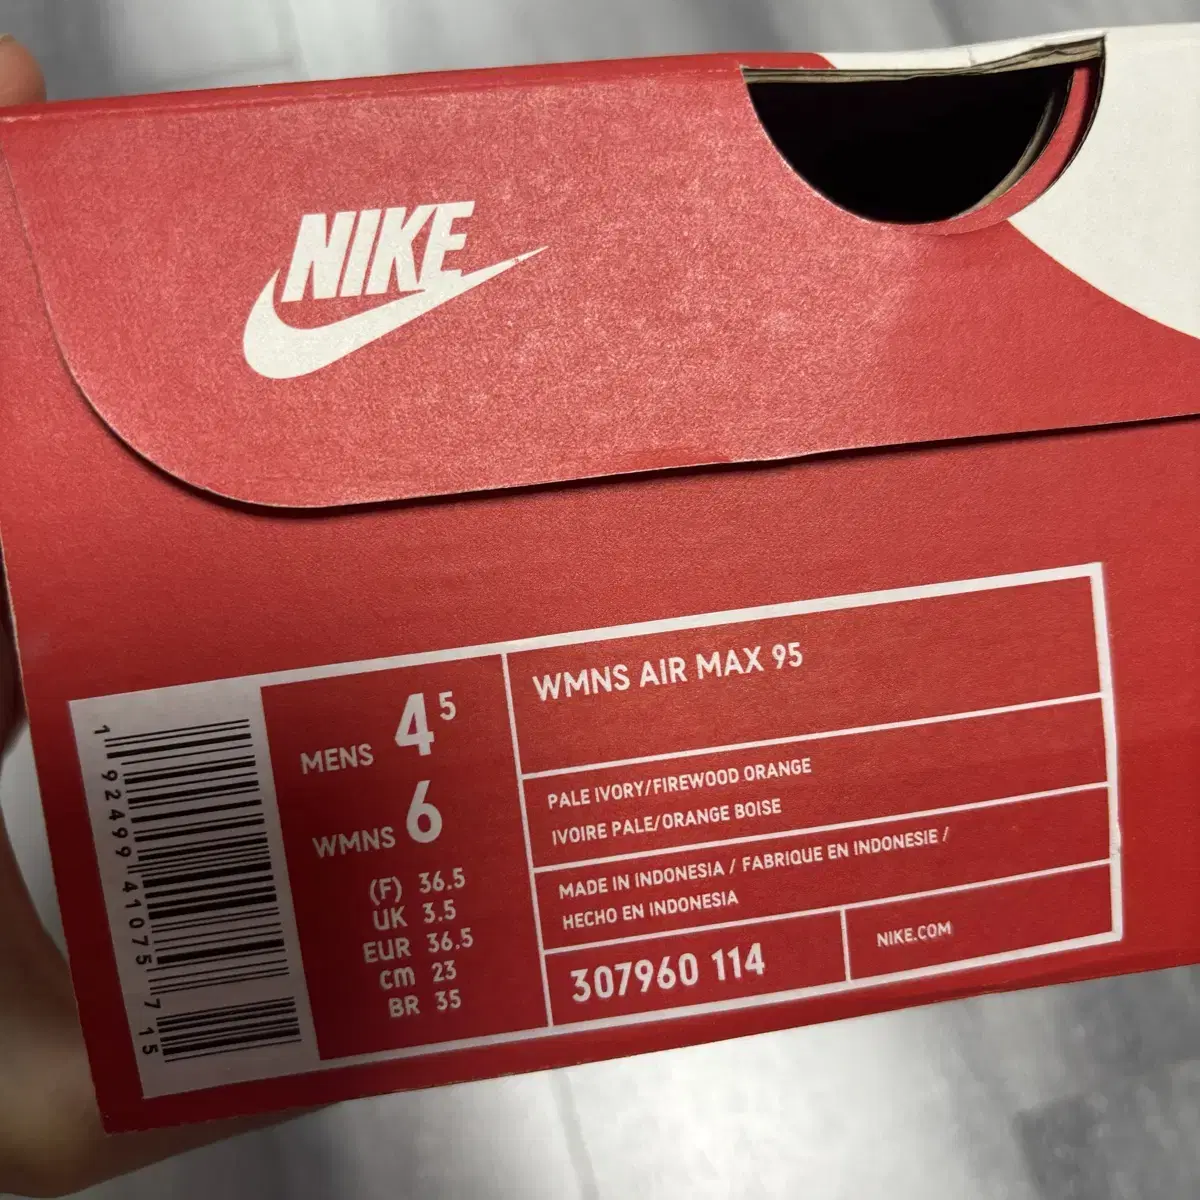 NIKE
WMNS AIR MAX 95
PALE IVORY/FIREWOOD ORANGE
IVOIRE PALE/ORANGE BOISE
MADE IN INDONESIA / FABRIQUE EN INDONESIE /
HECHO EN INDONESIA
307960 114
NIKE.COM
MENS 4 5
WMNS 6
(F) 36.5
UK 3.5
EUR 36.5
cm 23
BR 35
1 92499 41075 7 15